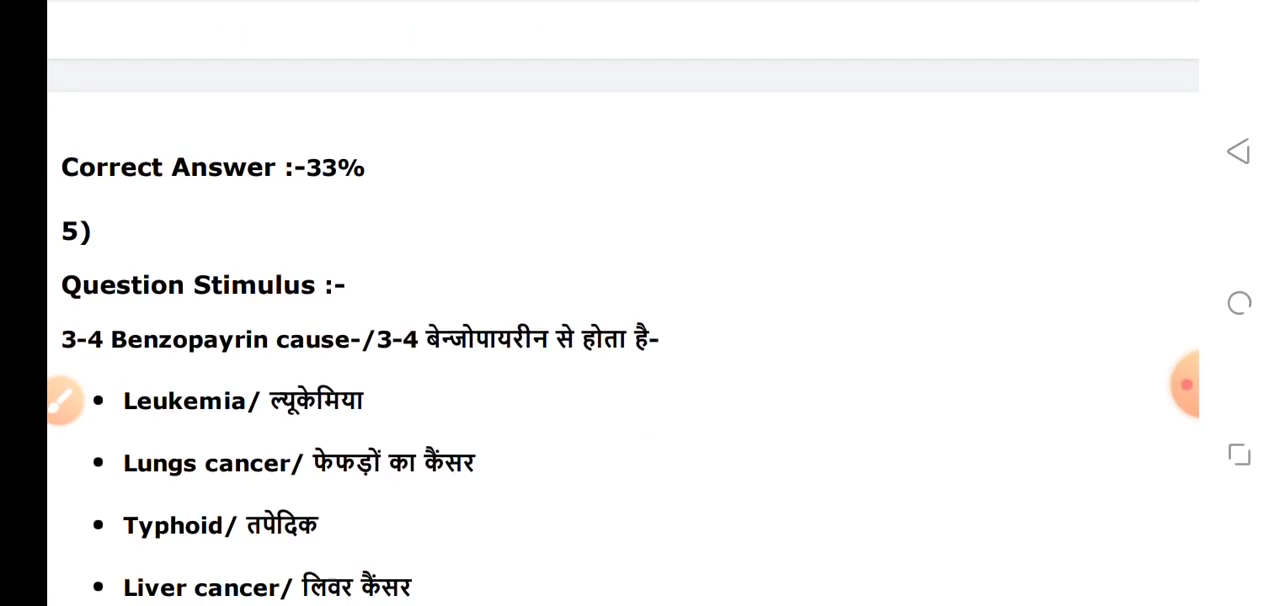 Correct Answer :-33%
5)
Question Stimulus :-
3-4 Benzopayrin cause-/3-4 बेन्जोपायरीन से होता है-
• Leukemia/ ल्यूकेमिया
• Lungs cancer/ फेफड़ों का कैंसर
• Typhoid/ तपेदिक
• Liver cancer/ लिवर कैंसर